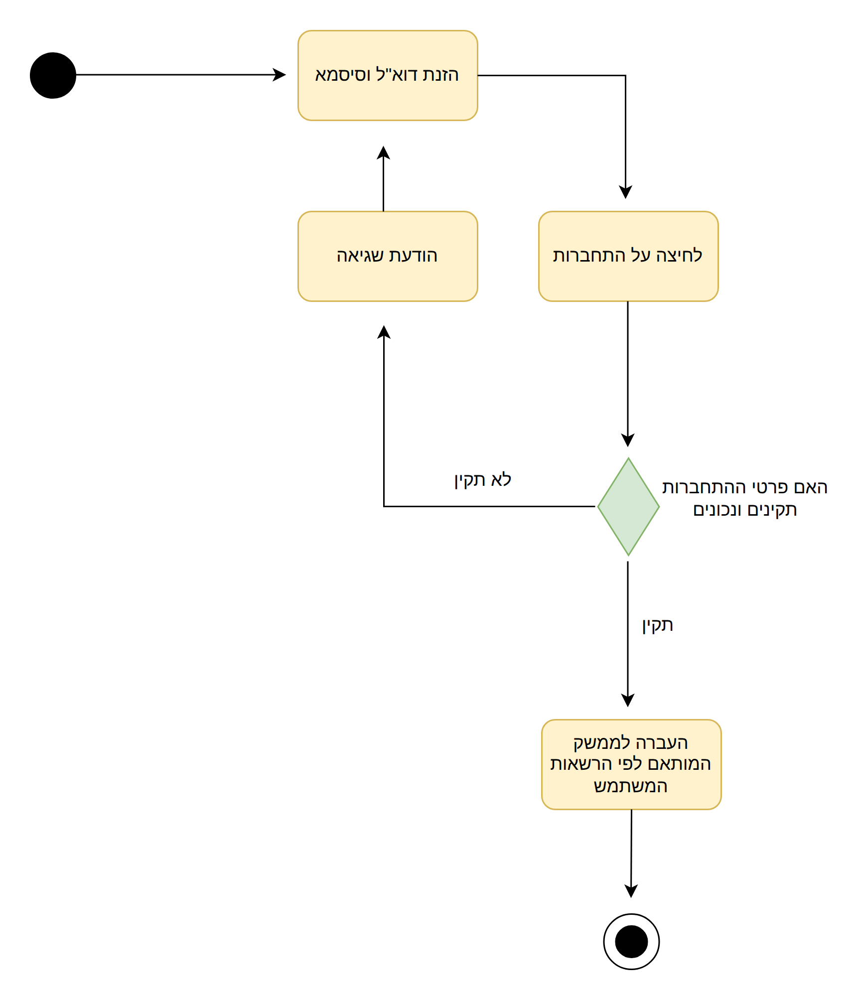 הזנת דוא"ל וסיסמא
הודעת שגיאה
לחיצה על התחברות
לא תקין
האם פרטי ההתחברות
תקינים ונכונים
תקין
העברה לממשק
המותאם לפי הרשאות
המשתמש